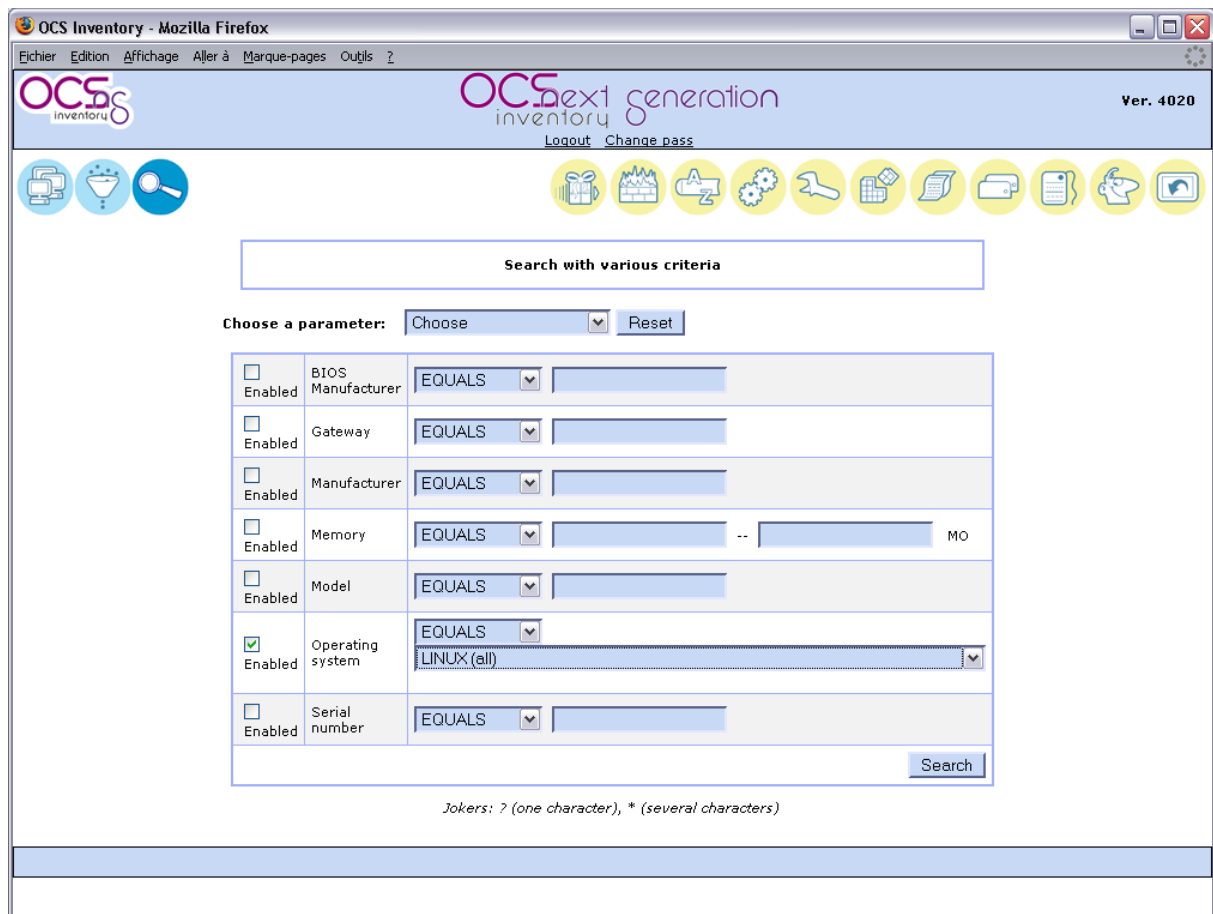 OCS Inventory - Mozilla Firefox
Fichier Edition Affichage Aller à Marque-pages Outils ?
OCS ng inventory
OCS inventory next generation
Ver. 4020
Logout Change pass
A Z
Search with various criteria
Choose a parameter: Choose Reset
Enabled BIOS Manufacturer EQUALS
Enabled Gateway EQUALS
Enabled Manufacturer EQUALS
Enabled Memory EQUALS -- MO
Enabled Model EQUALS
Enabled Operating system EQUALS
LINUX (all)
Enabled Serial number EQUALS
Search
Jokers: ? (one character), * (several characters)